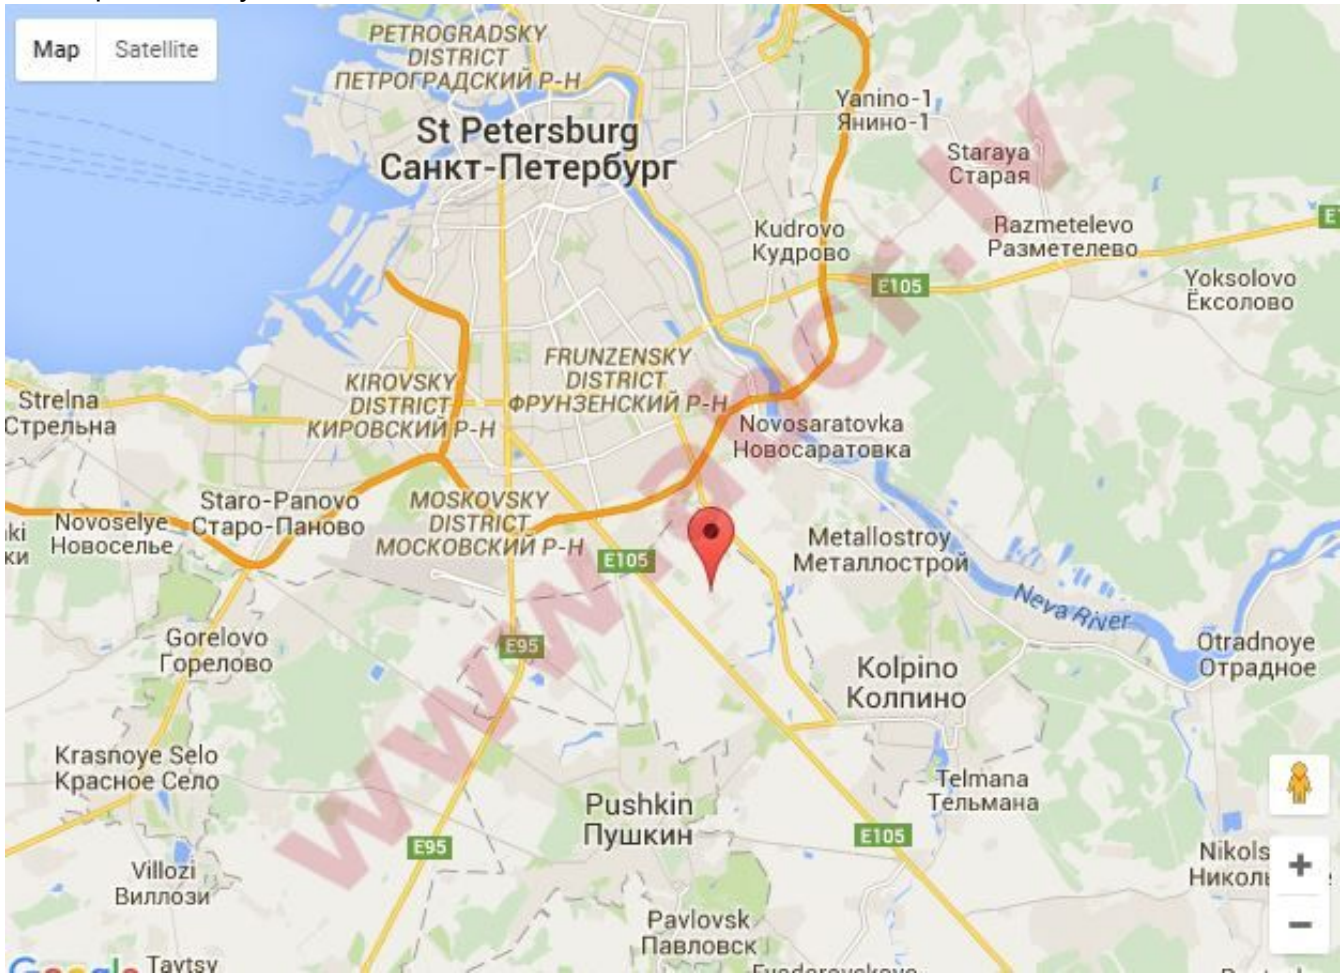 Map
Satellite
PETROGRADSKY
DISTRICT
ПЕТРОГРАДСКИЙ Р-Н
St Petersburg
Санкт-Петербург
Yanino-1
Янино-1
Staraya
Старая
Kudrovo
Кудрово
Razmetelevo
Разметелево
E105
Yoksolovo
Ёксолово
FRUNZENSKY
DISTRICT
ФРУНЗЕНСКИЙ Р-Н
KIROVSKY
DISTRICT
КИРОВСКИЙ Р-Н
Strelna
Стрельна
Novosaratovka
Новосаратовка
Staro-Panovo
Старо-Паново
Novoselye
Новоселье
MOSKOVSKY
DISTRICT
МОСКОВСКИЙ Р-Н
E105
Metallostroy
Металлострой
Neva River
E95
Gorelovo
Горелово
Otradnoye
Отрадное
Kolpino
Колпино
Krasnoye Selo
Красное Село
Telmana
Тельмана
Pushkin
Пушкин
E95
E105
Villozi
Виллози
Pavlovsk
Павловск
+
−
Google
Taytsy